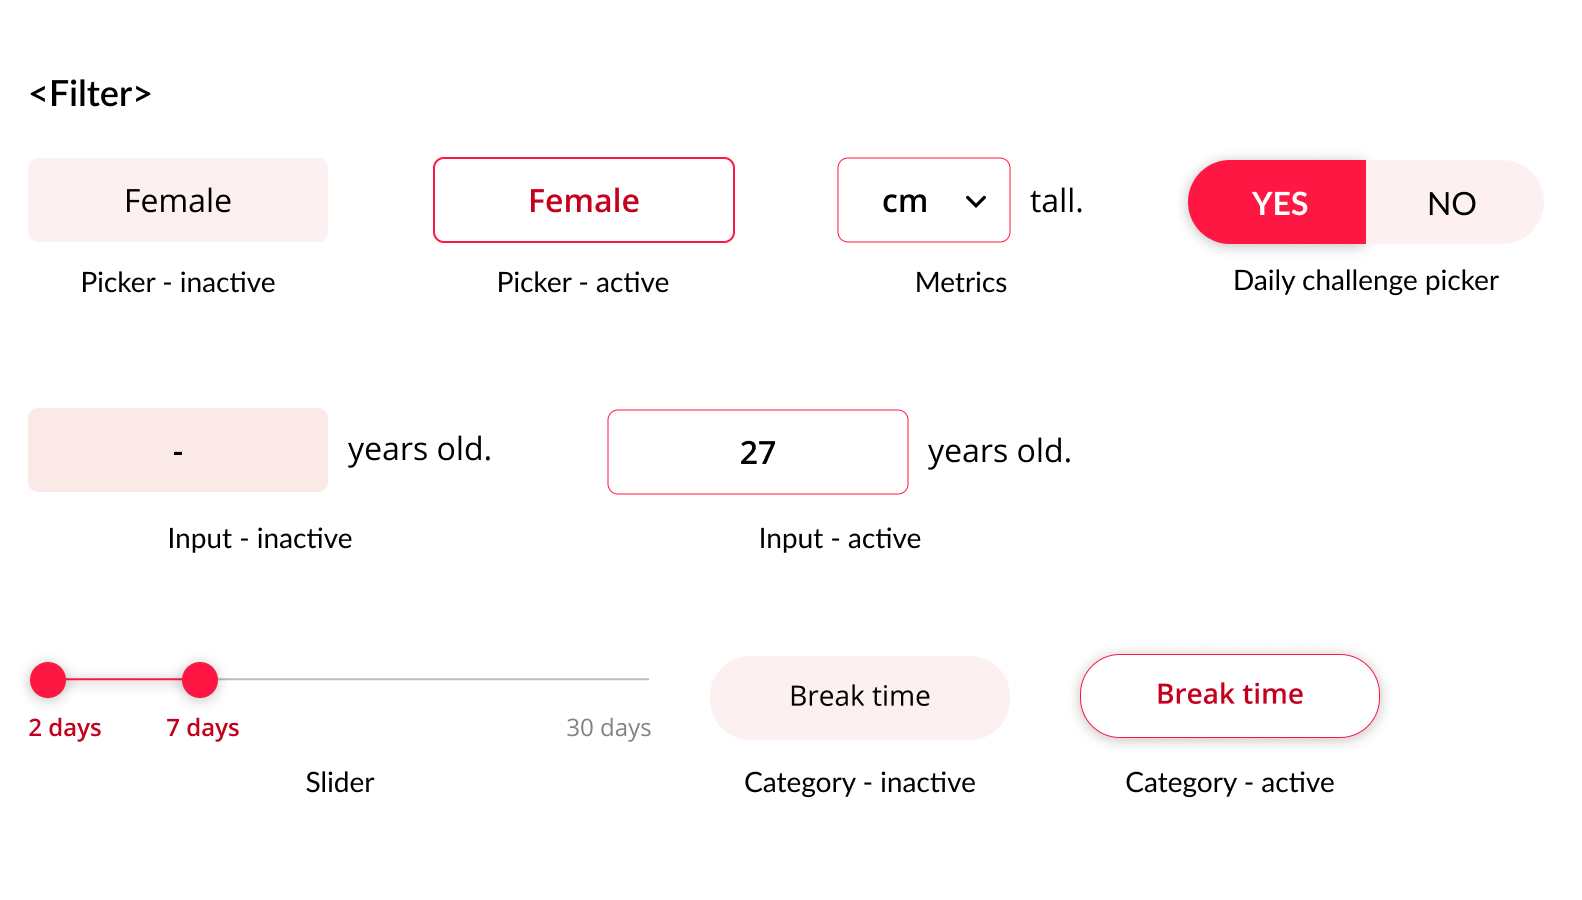 <Filter>
Female
Female
cm
tall.
YES
NO
Picker - inactive
Picker - active
Metrics
Daily challenge picker
-
years old.
27
years old.
Input - inactive
Input - active
2 days
7 days
30 days
Break time
Break time
Slider
Category - inactive
Category - active